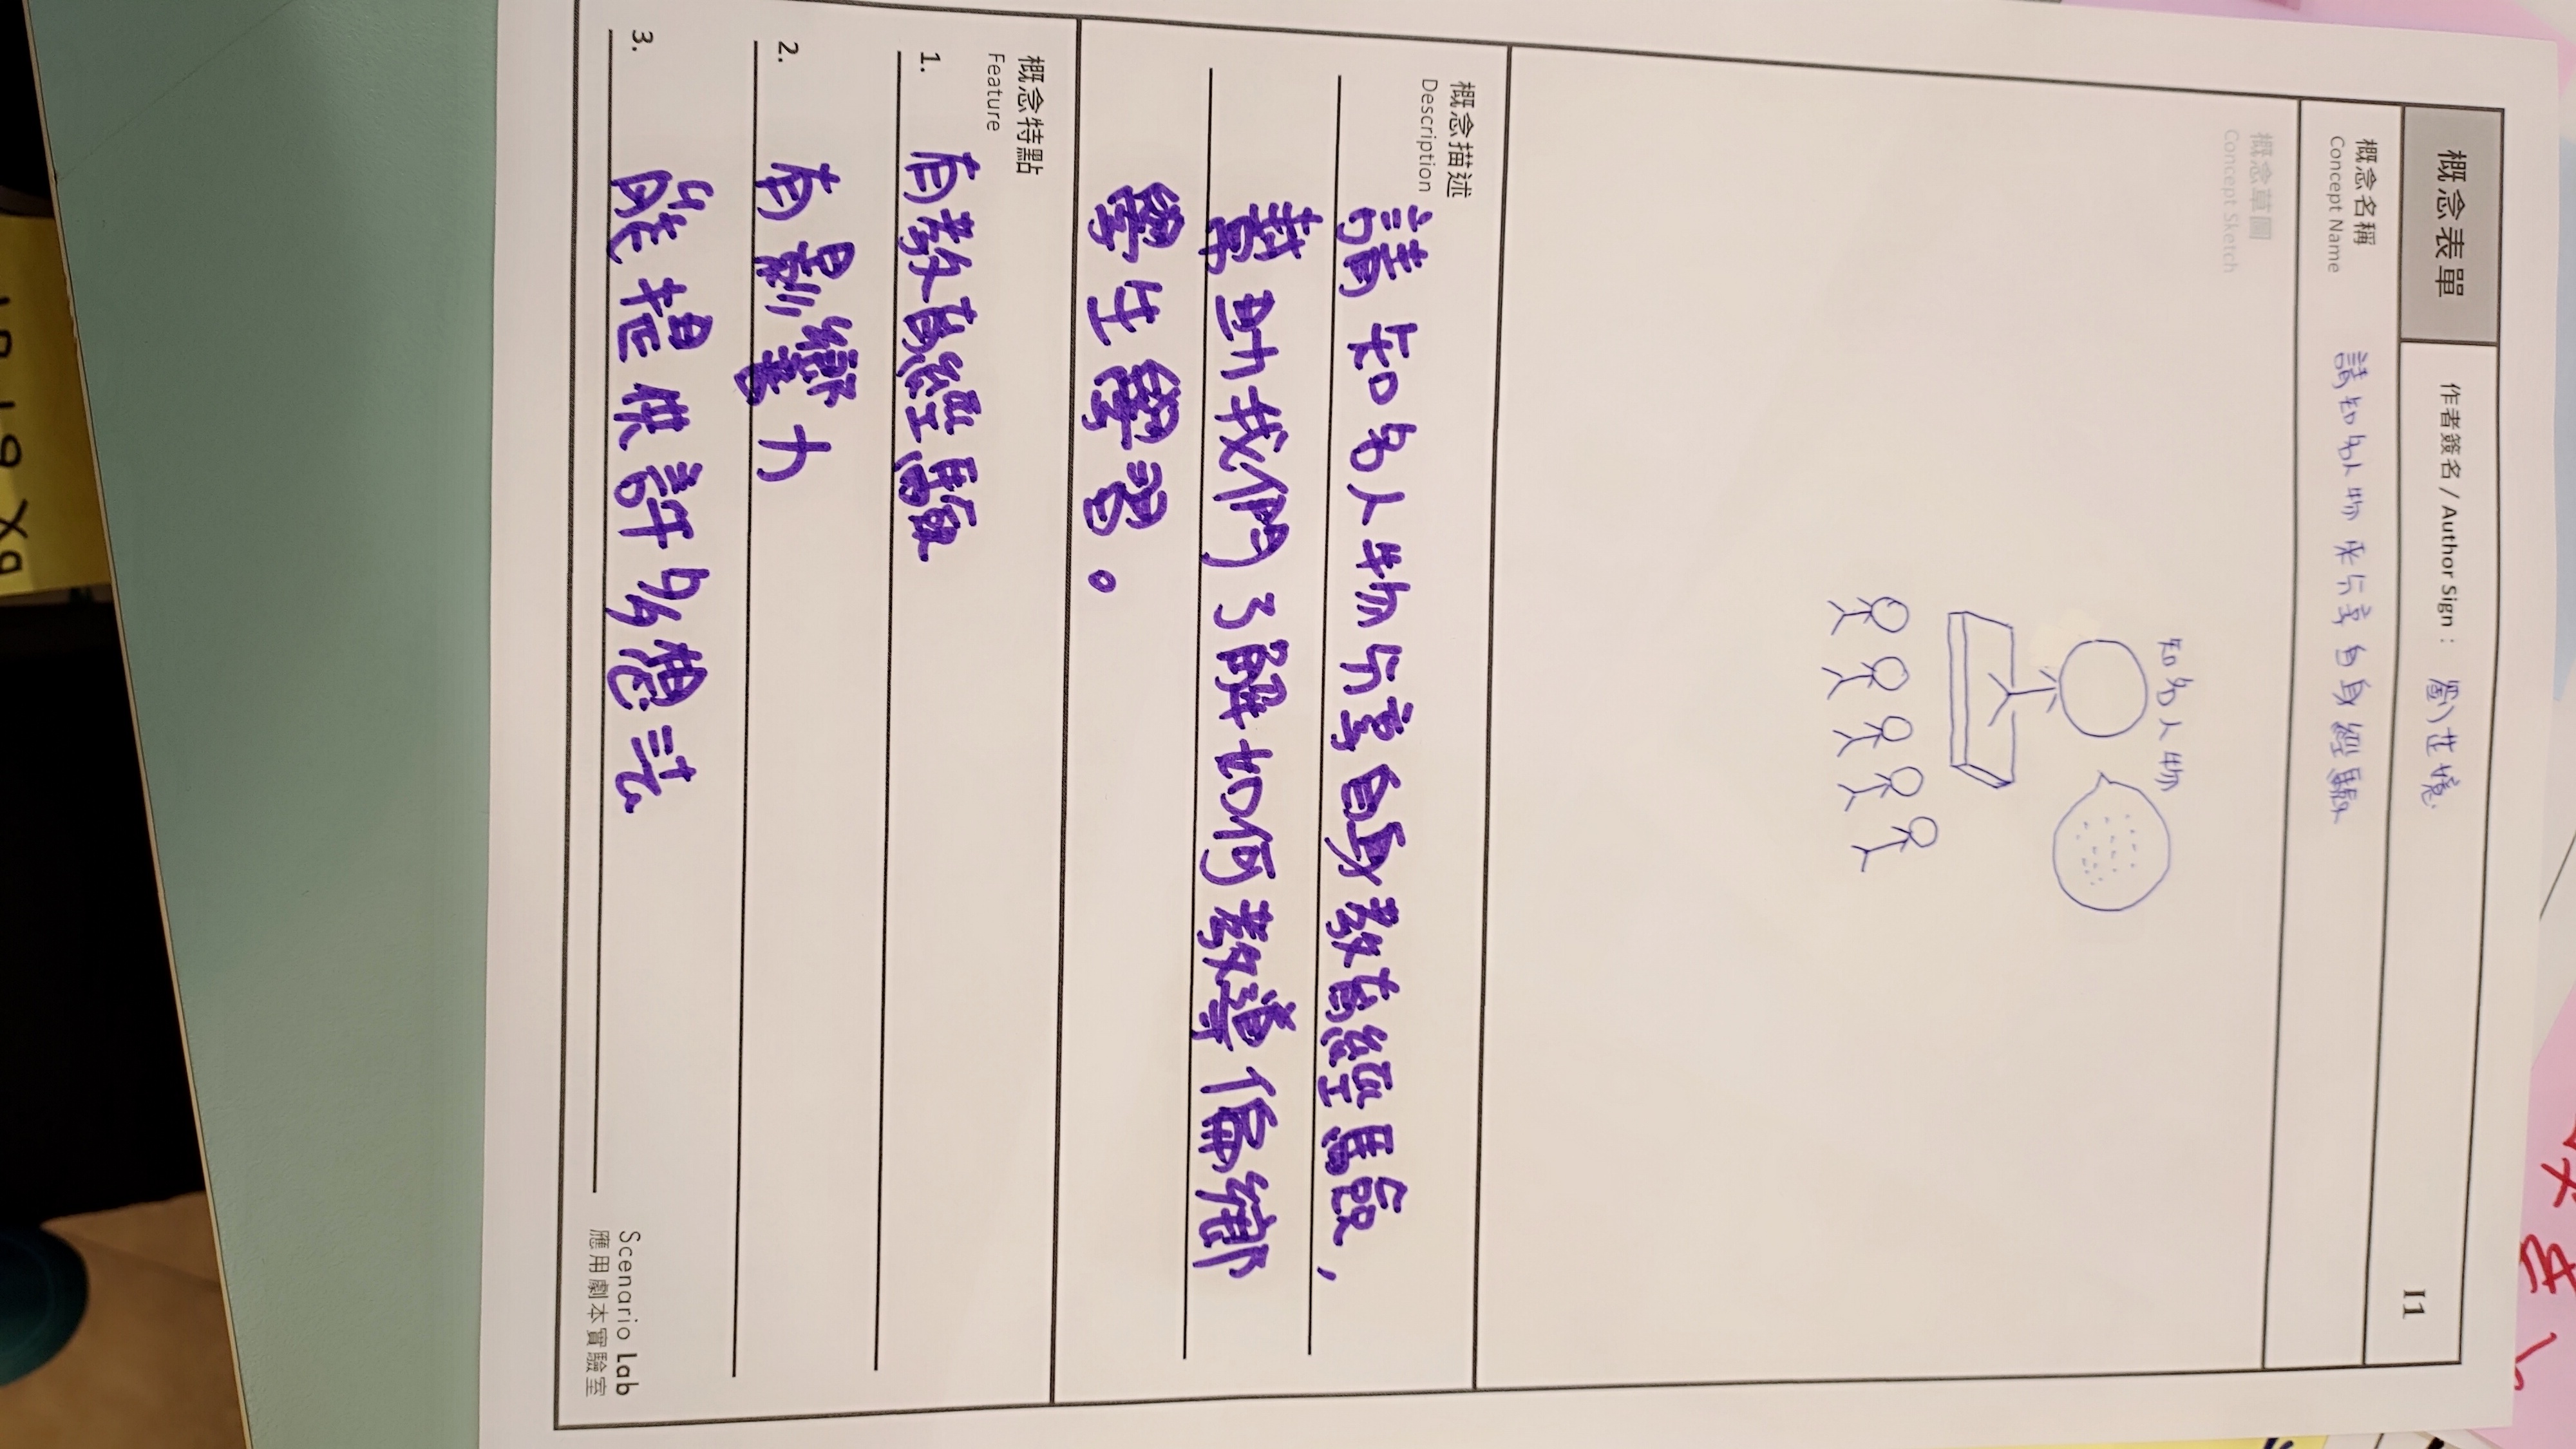 概念表單
作者簽名 / Author Sign : 劉芷嬑
I1
概念名稱
Concept Name
請知名人物來分享自身經驗
概念草圖
Concept Sketch
知名人物
概念描述
Description
請知名人物分享自身教育經驗,
幫助我們了解如何教導偏鄉
學生學習。
概念特點
Feature
1. 有教育經驗
2. 有影響力
3. 能提供許多想法
Scenario Lab
應用劇本實驗室